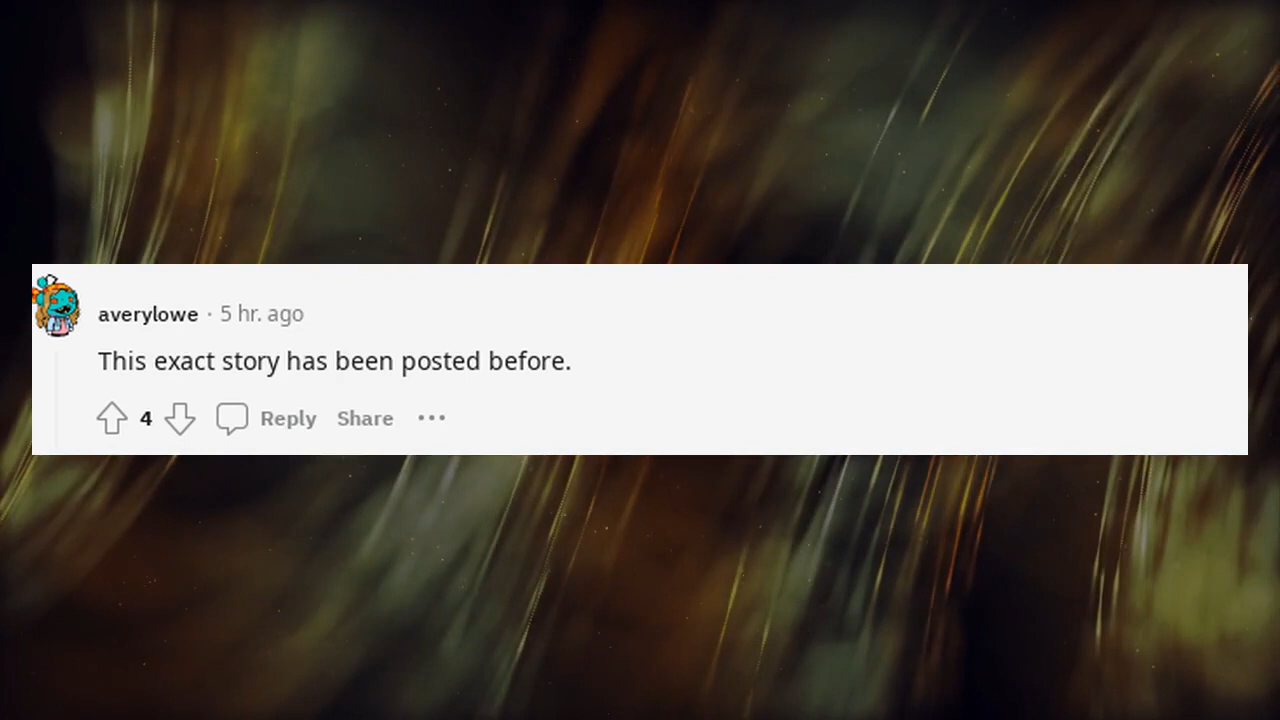 averylowe · 5 hr. ago
This exact story has been posted before.
4 Reply Share ···